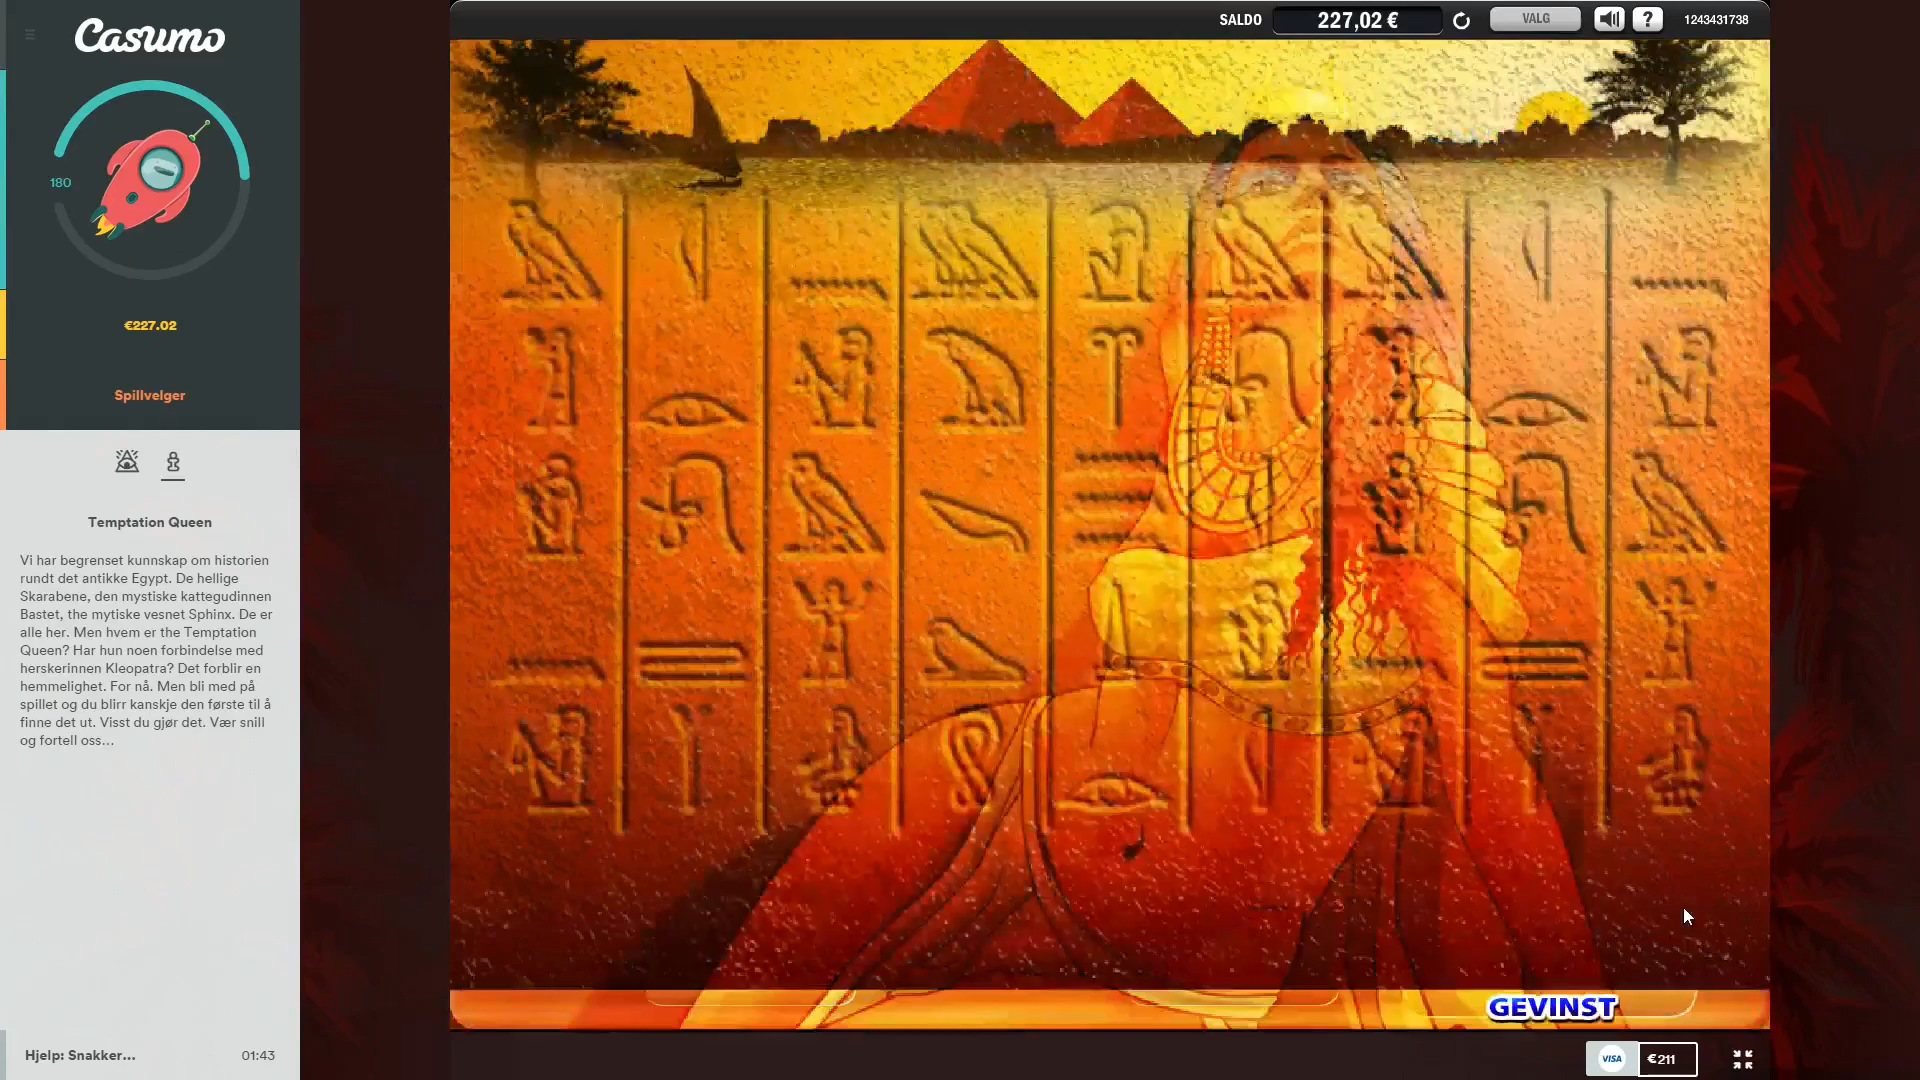 Casumo
180
€227.02
Spillvelger
Temptation Queen
Vi har begrenset kunnskap om historien
rundt det antikke Egypt. De hellige
Skarabene, den mystiske kattegudinnen
Bastet, the mytiske vesnet Sphinx. De er
alle her. Men hvem er the Temptation
Queen? Har hun noen forbindelse med
herskerinnen Kleopatra? Det forblir en
hemmelighet. For nå. Men bli med på
spillet og du blirr kanskje den første til å
finne det ut. Visst du gjør det. Vær snill
og fortell oss...
Hjelp: Snakker... 01:43
SALDO 227,02 € VALG ? 1243431738
GEVINST
VISA €211